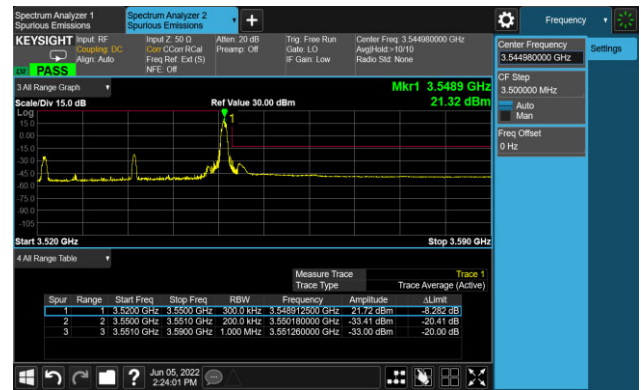 Spectrum Analyzer 1
Spurious Emissions
Spectrum Analyzer 2
Spurious Emissions
Frequency
KEYSIGHT
Input: RF
Coupling: DC
Align: Auto
Input Z: 50 Ω
Corr CCorr RCal
Freq Ref: Ext (S)
NFE: Off
Atten: 20 dB
Preamp: Off
Trig: Free Run
Gate: LO
IF Gain: Low
Center Freq: 3.544980000 GHz
Avg|Hold:>10/10
Radio Std: None
PASS
Center Frequency
3.544980000 GHz
Settings
CF Step
3.500000 MHz
Auto
Man
Freq Offset
0 Hz
3 All Range Graph
Mkr1 3.5489 GHz
Scale/Div 15.0 dB
Ref Value 30.00 dBm
21.32 dBm
Log
15.0
0.00
-15.0
-30.0
-45.0
-60.0
-75.0
-90.0
-105
1
Start 3.520 GHz
Stop 3.590 GHz
4 All Range Table
Measure Trace Trace 1
Trace Type Trace Average (Active)
Spur Range Start Freq Stop Freq RBW Frequency Amplitude ΔLimit
1 1 3.5200 GHz 3.5500 GHz 300.0 kHz 3.548912500 GHz 21.72 dBm -8.282 dB
2 2 3.5500 GHz 3.5510 GHz 200.0 kHz 3.550180000 GHz -33.41 dBm -20.41 dB
3 3 3.5510 GHz 3.5900 GHz 1.000 MHz 3.551260000 GHz -33.00 dBm -20.00 dB
Jun 05, 2022
2:24:01 PM